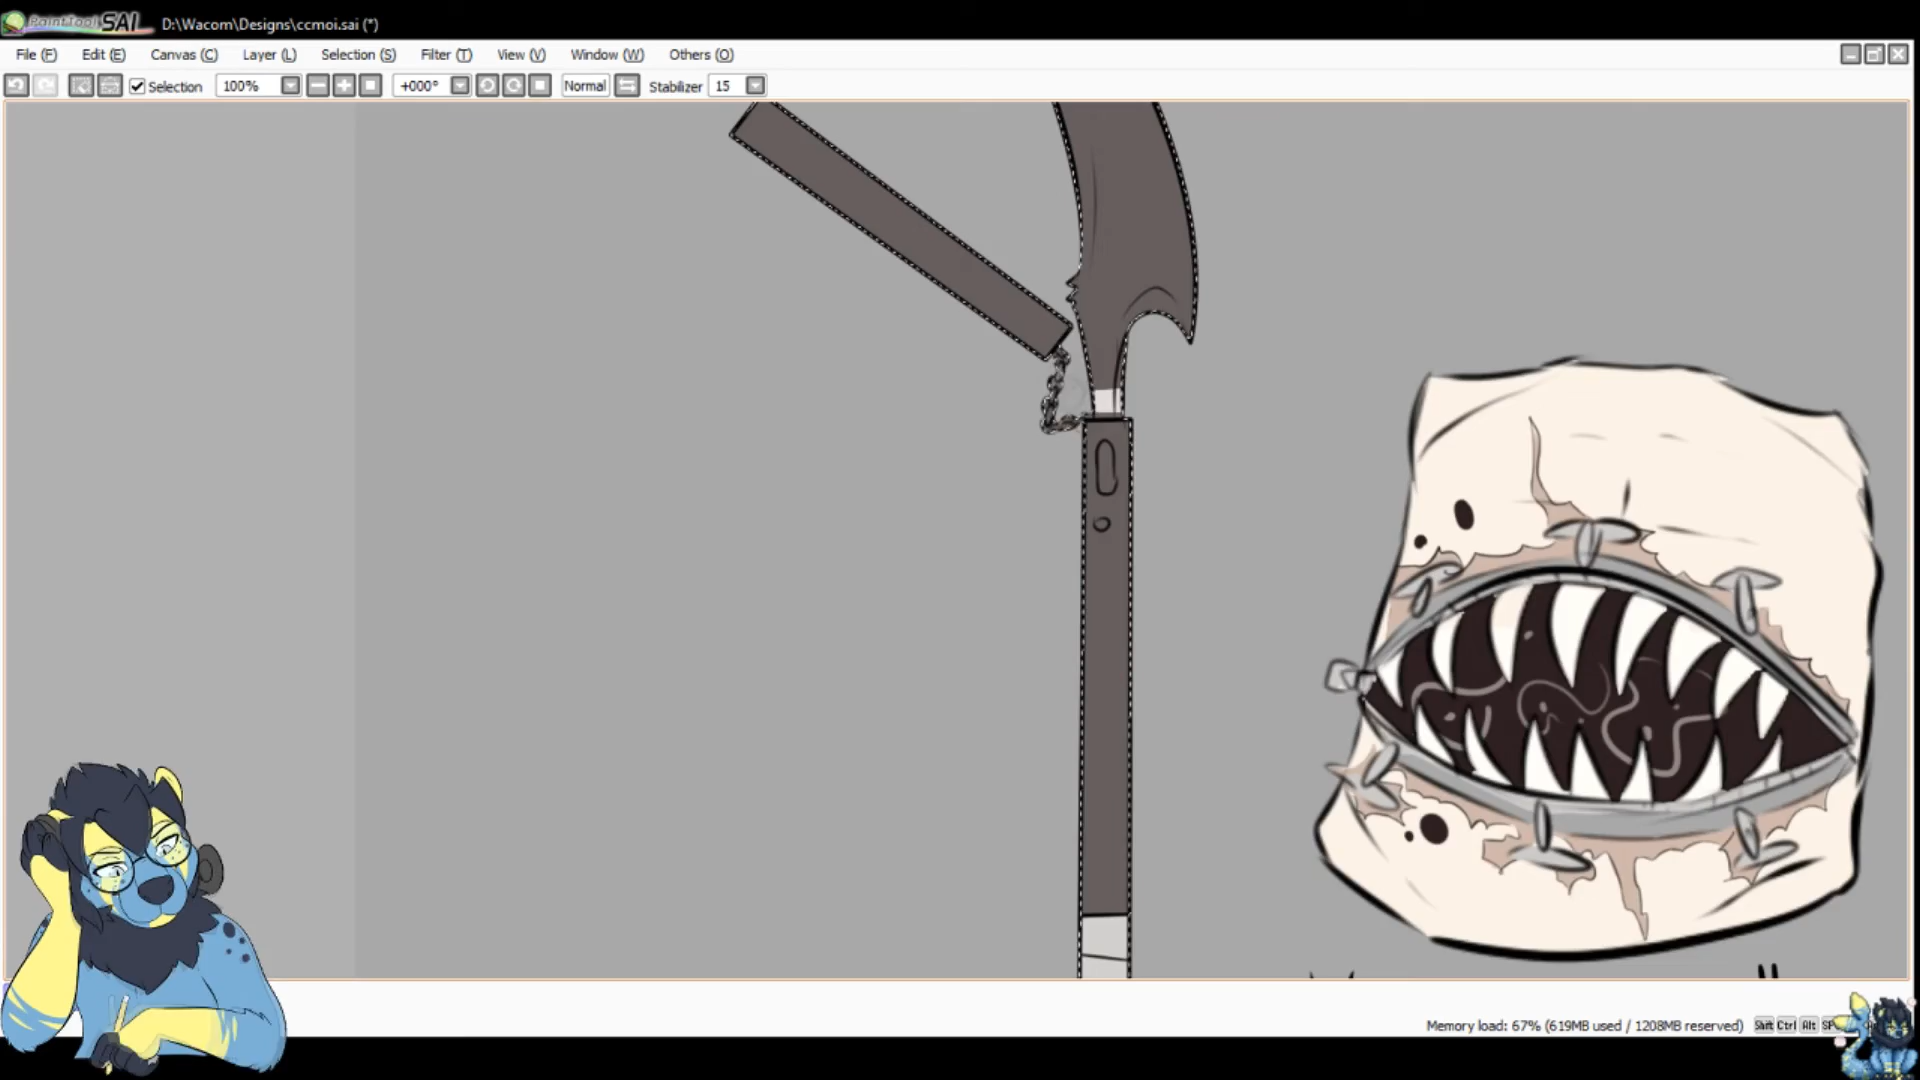 PaintTool SAI D:\Wacom\Designs\ccmoi.sai (*)
File (F) Edit (E) Canvas (C) Layer (L) Selection (S) Filter (T) View (V) Window (W) Others (O)
Selection 100% +000° Normal Stabilizer 15
Memory load: 67% (619MB used / 1208MB reserved) Shift Ctrl Alt